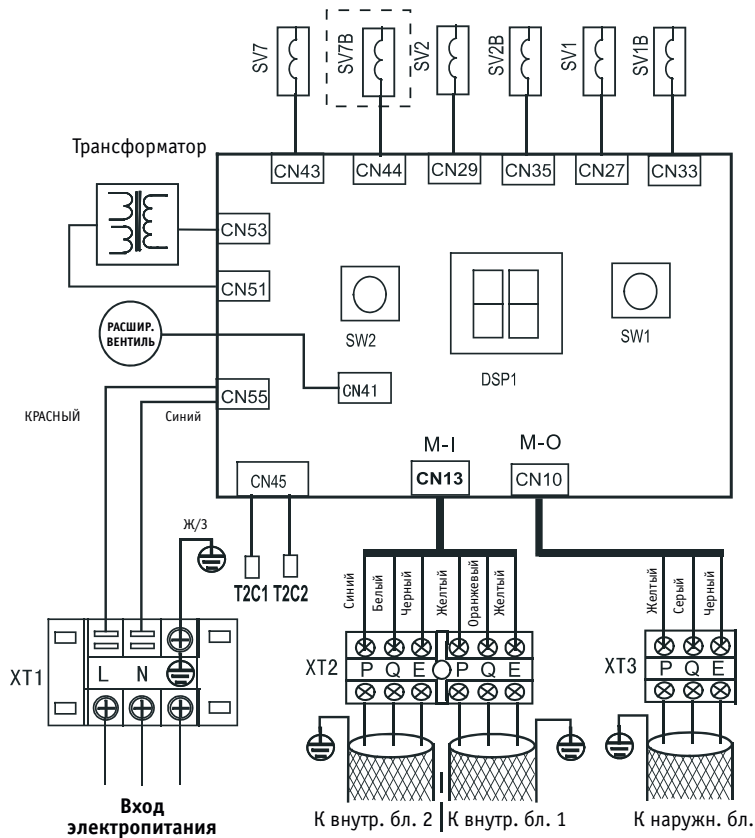 SV7
SV7B
SV2
SV2B
SV1
SV1B
Трансформатор
CN43
CN44
CN29
CN35
CN27
CN33
CN53
CN51
РАСШИР.
ВЕНТИЛЬ
SW2
DSP1
SW1
CN55
CN41
КРАСНЫЙ
Синий
CN45
M-I
M-O
CN13
CN10
Ж/З
T2C1 T2C2
Синий
Белый
Черный
Желтый
Оранжевый
Желтый
Желтый
Серый
Черный
XT1
L N
XT2
P Q E P Q E
XT3
P Q E
Вход
электропитания
К внутр. бл. 2
К внутр. бл. 1
К наружн. бл.